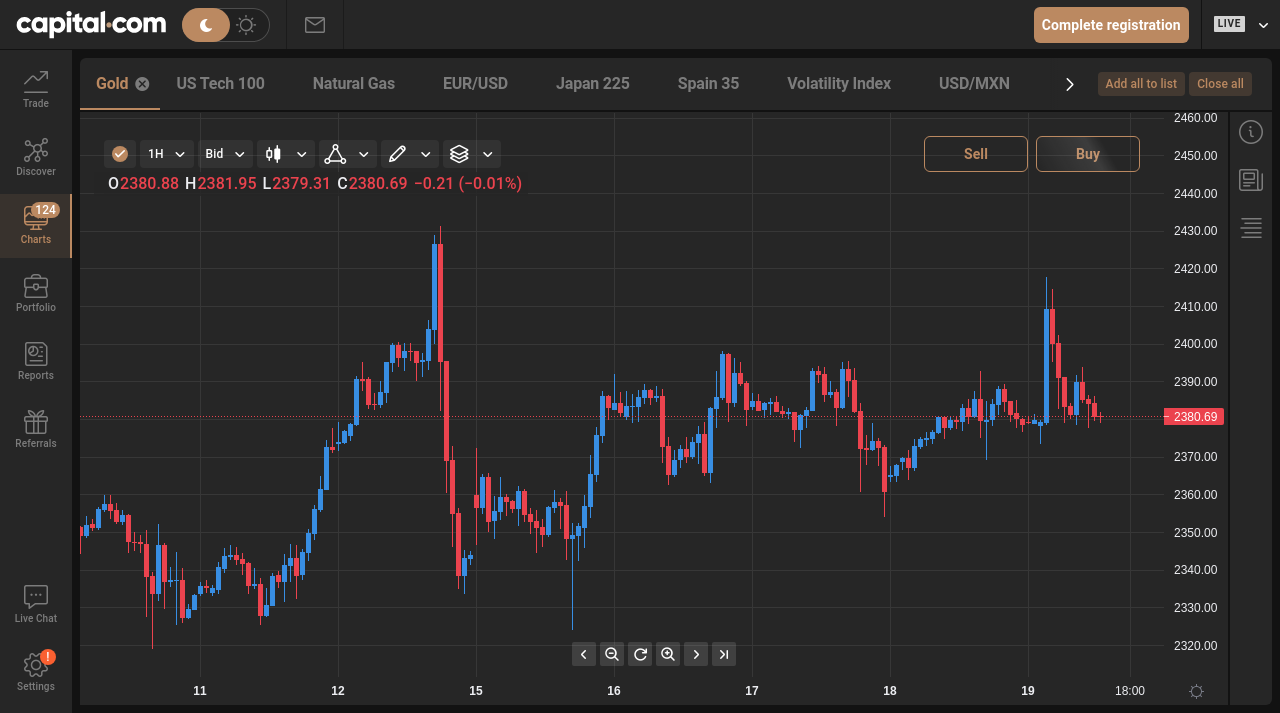 capital.com
Complete registration
LIVE
Gold
US Tech 100
Natural Gas
EUR/USD
Japan 225
Spain 35
Volatility Index
USD/MXN
Add all to list
Close all
Trade
Discover
124
Charts
Portfolio
Reports
Referrals
Live Chat
!
Settings
1H
Bid
Sell
Buy
O2380.88 H2381.95 L2379.31 C2380.69 −0.21 (−0.01%)
2460.00
2450.00
2440.00
2430.00
2420.00
2410.00
2400.00
2390.00
2380.69
2370.00
2360.00
2350.00
2340.00
2330.00
2320.00
11 12 15 16 17 18 19 18:00